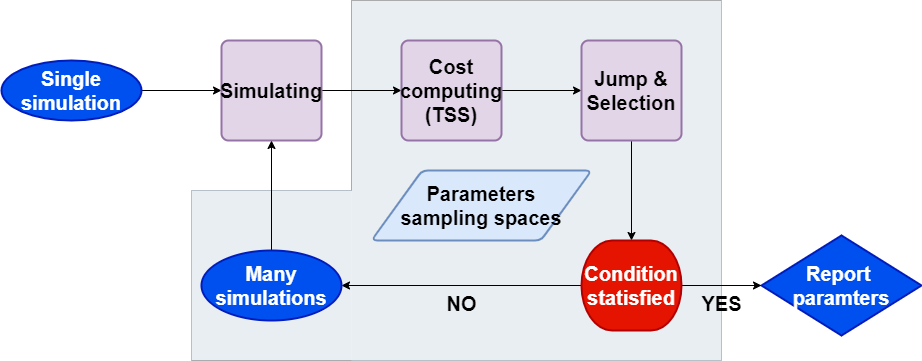 Single
simulation
Simulating
Cost
computing
(TSS)
Jump &
Selection
Parameters
sampling spaces
Many
simulations
NO
Condition
statisfied
YES
Report
paramters